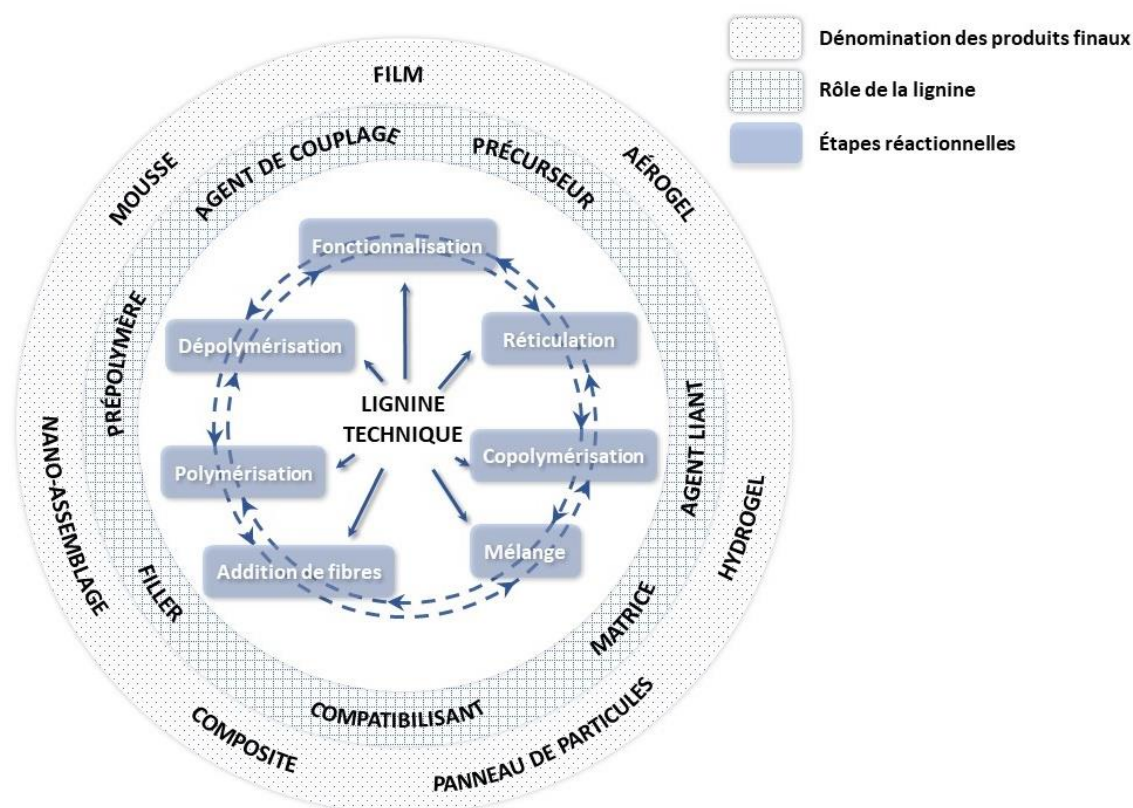 Dénomination des produits finaux
Rôle de la lignine
Étapes réactionnelles
FILM
MOUSSE
AÉROGEL
AGENT DE COUPLAGE
PRÉCURSEUR
Fonctionnalisation
PRÉPOLYMÈRE
Dépolymérisation
Réticulation
LIGNINE
TECHNIQUE
AGENT LIANT
Polymérisation
Copolymérisation
NANO-ASSEMBLAGE
HYDROGEL
Addition de fibres
Mélange
FILLER
MATRICE
COMPATIBILISANT
COMPOSITE
PANNEAU DE PARTICULES